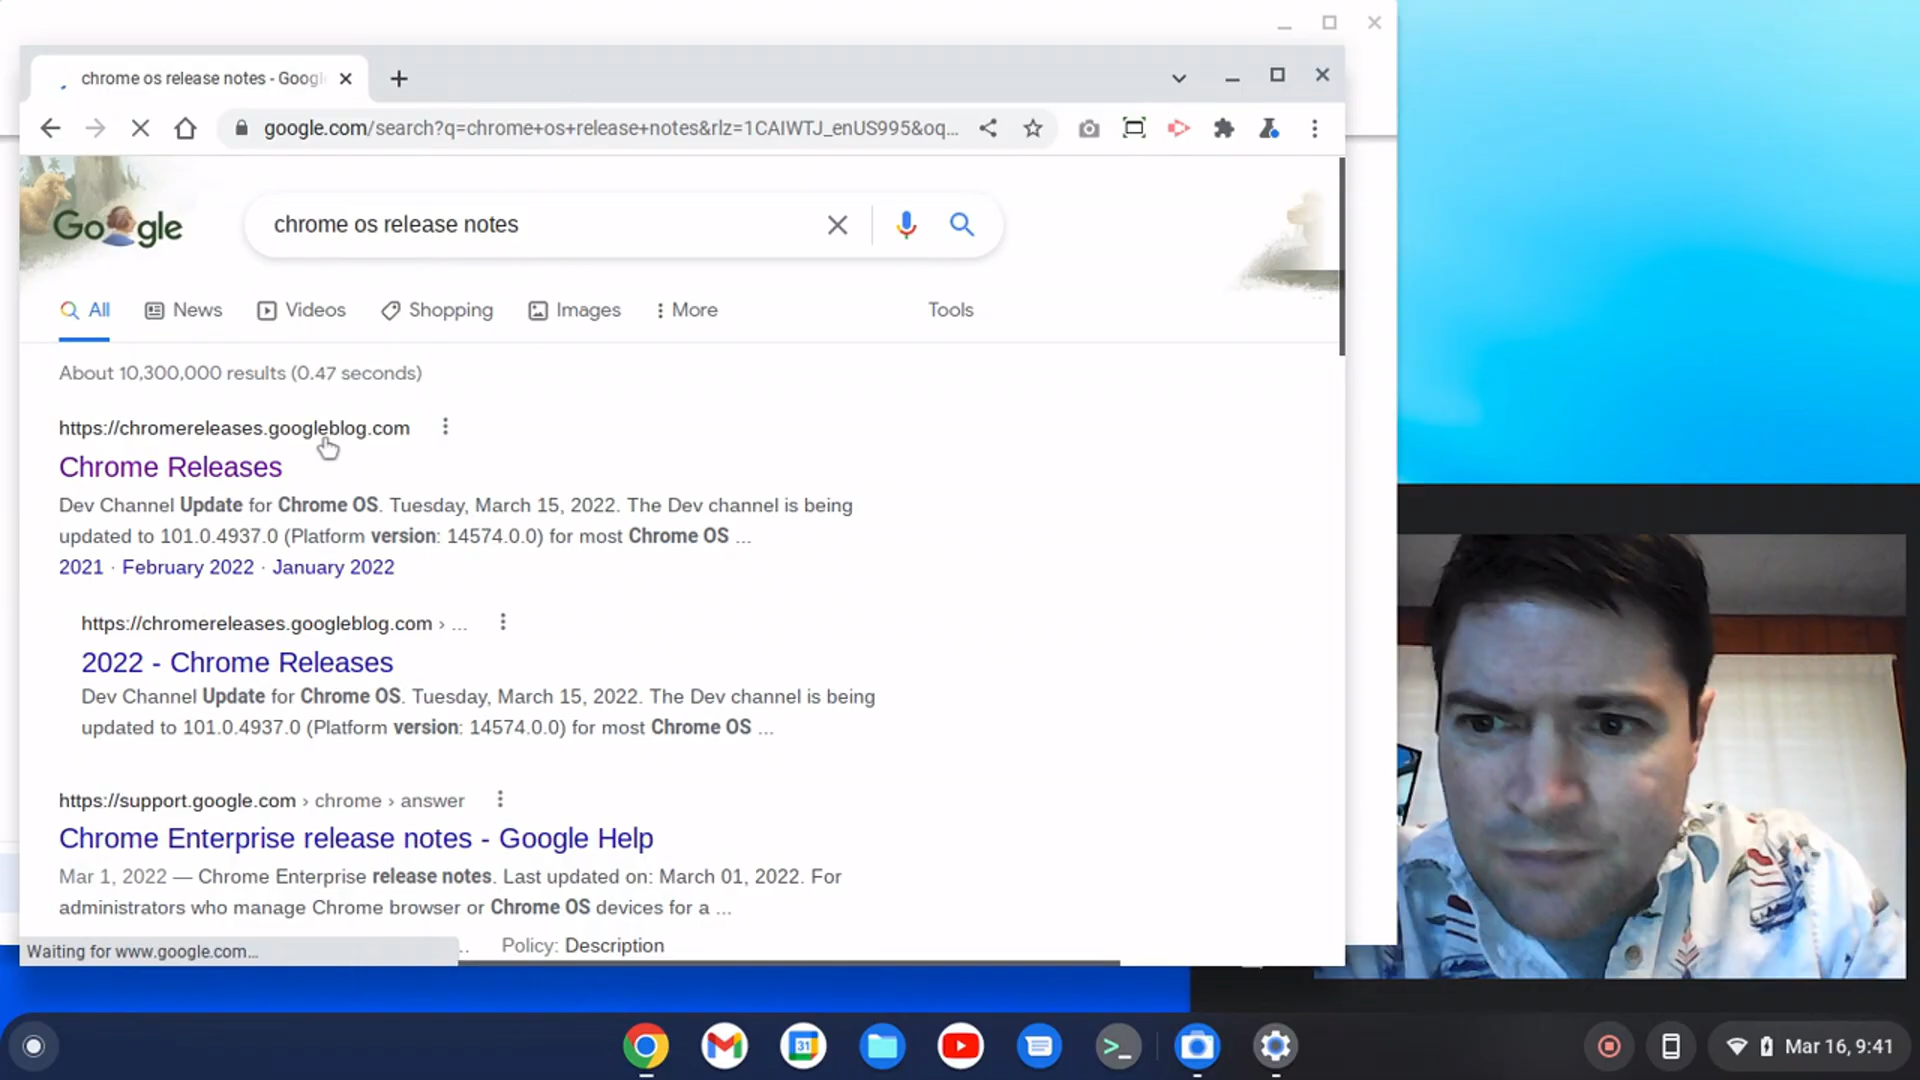 chrome os release notes - Googl
google.com/search?q=chrome+os+release+notes&rlz=1CAIWTJ_enUS995&oq...
Google
chrome os release notes
All News Videos Shopping Images More Tools
About 10,300,000 results (0.47 seconds)
https://chromereleases.googleblog.com
Chrome Releases
Dev Channel Update for Chrome OS. Tuesday, March 15, 2022. The Dev channel is being
updated to 101.0.4937.0 (Platform version: 14574.0.0) for most Chrome OS ...
2021 · February 2022 · January 2022
https://chromereleases.googleblog.com › ...
2022 - Chrome Releases
Dev Channel Update for Chrome OS. Tuesday, March 15, 2022. The Dev channel is being
updated to 101.0.4937.0 (Platform version: 14574.0.0) for most Chrome OS ...
https://support.google.com › chrome › answer
Chrome Enterprise release notes - Google Help
Mar 1, 2022 — Chrome Enterprise release notes. Last updated on: March 01, 2022. For
administrators who manage Chrome browser or Chrome OS devices for a ...
Policy: Description
Waiting for www.google.com...
31
Mar 16, 9:41